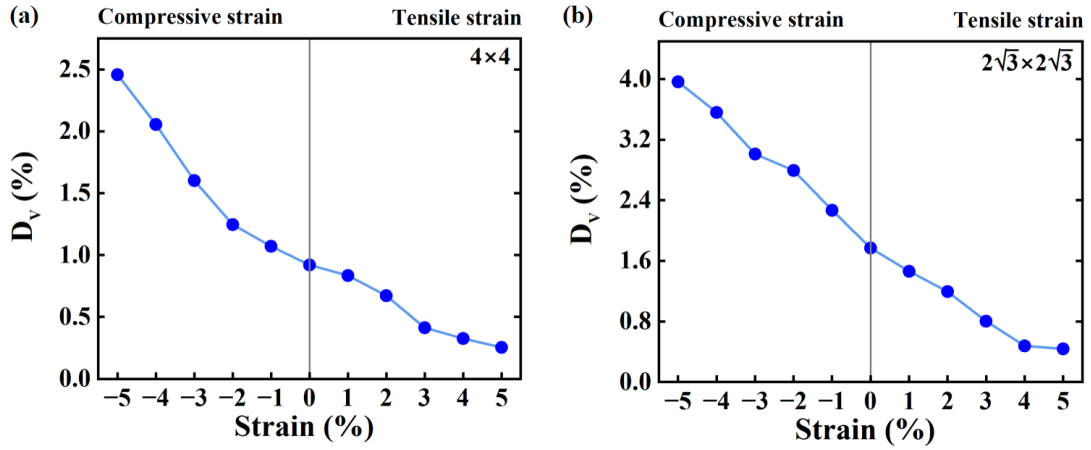 (a) Compressive strain Tensile strain
4×4
2.5
2.0
1.5
1.0
0.5
0.0
D_v (%)
−5 −4 −3 −2 −1 0 1 2 3 4 5
Strain (%)
(b) Compressive strain Tensile strain
2√3×2√3
4.0
3.2
2.4
1.6
0.8
0.0
D_v (%)
−5 −4 −3 −2 −1 0 1 2 3 4 5
Strain (%)